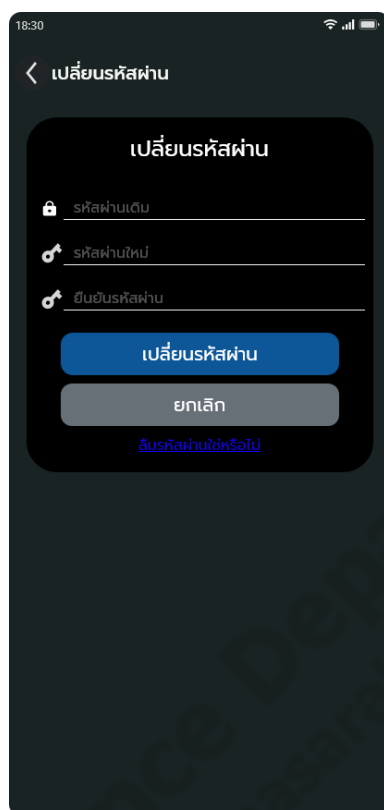 18:30
เปลี่ยนรหัสผ่าน
เปลี่ยนรหัสผ่าน
รหัสผ่านเดิม
รหัสผ่านใหม่
ยืนยันรหัสผ่าน
เปลี่ยนรหัสผ่าน
ยกเลิก
ลืมรหัสผ่านใช่หรือไม่